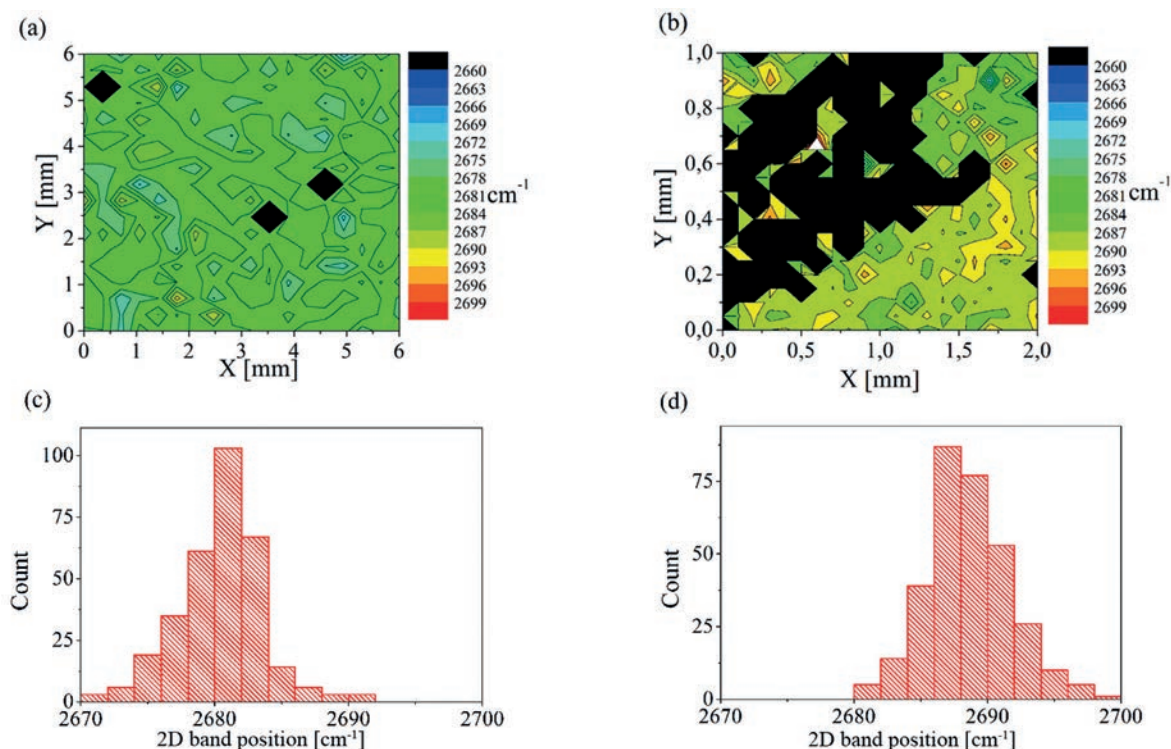 (a)
6
5
4
3
2
1
0
Y [mm]
0 1 2 3 4 5 6
X [mm]
2660
2663
2666
2669
2672
2675
2678
2681
2684
2687
2690
2693
2696
2699
cm-1
(b)
1,0
0,8
0,6
0,4
0,2
0,0
Y [mm]
0,0 0,5 1,0 1,5 2,0
X [mm]
2660
2663
2666
2669
2672
2675
2678
2681
2684
2687
2690
2693
2696
2699
cm-1
(c)
100
75
50
25
0
Count
2670 2680 2690 2700
2D band position [cm-1]
(d)
75
50
25
0
Count
2670 2680 2690 2700
2D band position [cm-1]